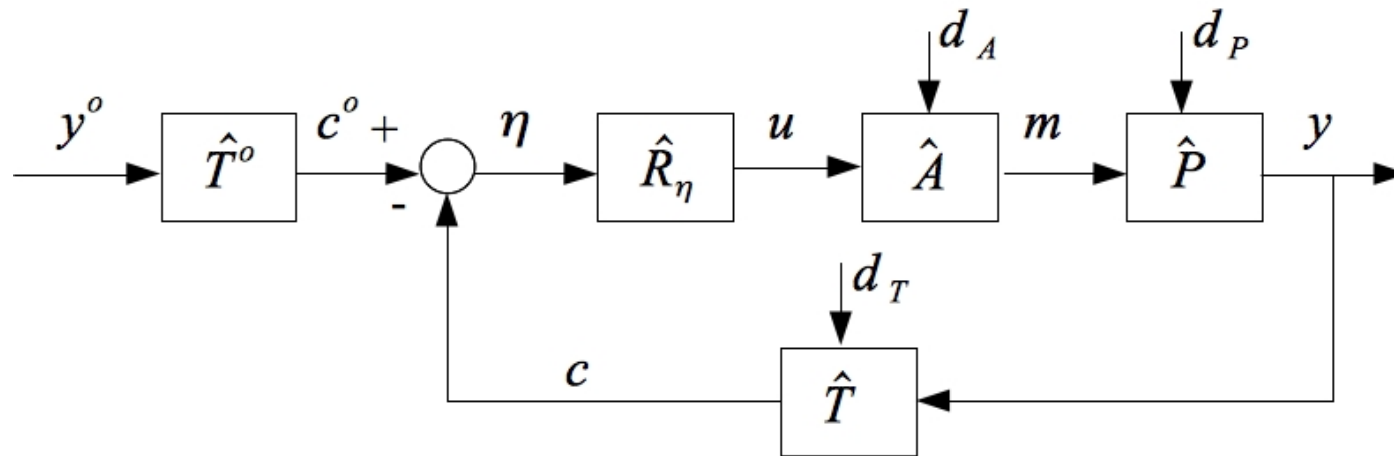 d_A
d_P
y^o
c^o +
η
u
m
y
T̂^o
R̂_η
Â
P̂
-
d_T
c
T̂